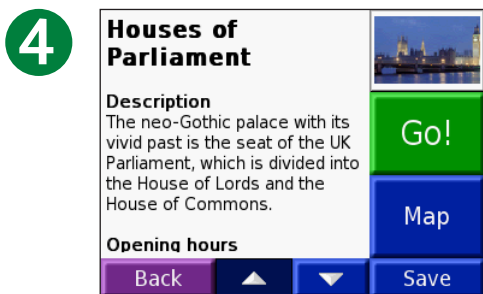 4
Houses of
Parliament
Description
The neo-Gothic palace with its
vivid past is the seat of the UK
Parliament, which is divided into
the House of Lords and the
House of Commons.
Opening hours
Go!
Map
Back
Save